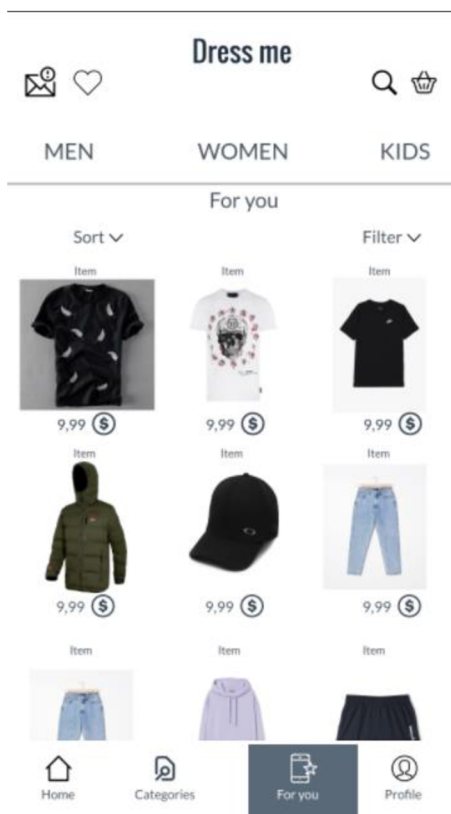 Dress me
MEN WOMEN KIDS
For you
Sort Filter
Item Item Item
9,99 $ 9,99 $ 9,99 $
Item Item Item
9,99 $ 9,99 $ 9,99 $
Item Item Item
Home Categories For you Profile